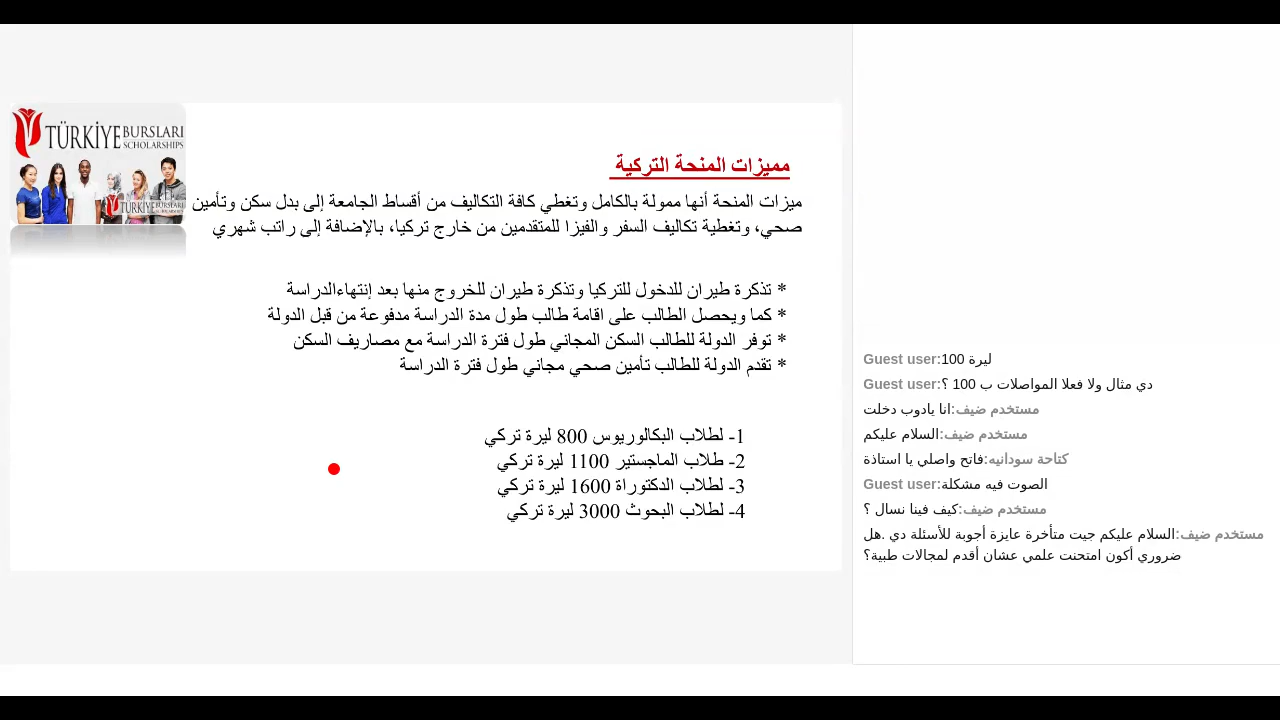 TÜRKİYE BURSLARI
SCHOLARSHIPS
TÜRKİYE BURSLARI
SCHOLARSHIPS
مميزات المنحة التركية
ميزات المنحة أنها ممولة بالكامل وتغطي كافة التكاليف من أقساط الجامعة إلى بدل سكن وتأمين
صحي، وتغطية تكاليف السفر والفيزا للمتقدمين من خارج تركيا، بالإضافة إلى راتب شهري
* تذكرة طيران للدخول للتركيا وتذكرة طيران للخروج منها بعد إنتهاءالدراسة
* كما ويحصل الطالب على اقامة طالب طول مدة الدراسة مدفوعة من قبل الدولة
* توفر الدولة للطالب السكن المجاني طول فترة الدراسة مع مصاريف السكن
* تقدم الدولة للطالب تأمين صحي مجاني طول فترة الدراسة
1- لطلاب البكالوريوس 800 ليرة تركي
2- طلاب الماجستير 1100 ليرة تركي
3- لطلاب الدكتوراة 1600 ليرة تركي
4- لطلاب البحوث 3000 ليرة تركي
Guest user:100 ليرة
Guest user:دي مثال ولا فعلا المواصلات ب 100 ؟
مستخدم ضيف:انا يادوب دخلت
مستخدم ضيف:السلام عليكم
كتاحة سودانيه:فاتح واصلي يا استاذة
Guest user:الصوت فيه مشكلة
مستخدم ضيف:كيف فينا نسال ؟
مستخدم ضيف:السلام عليكم جيت متأخرة عايزة أجوبة للأسئلة دي .هل
ضروري أكون امتحنت علمي عشان أقدم لمجالات طبية؟